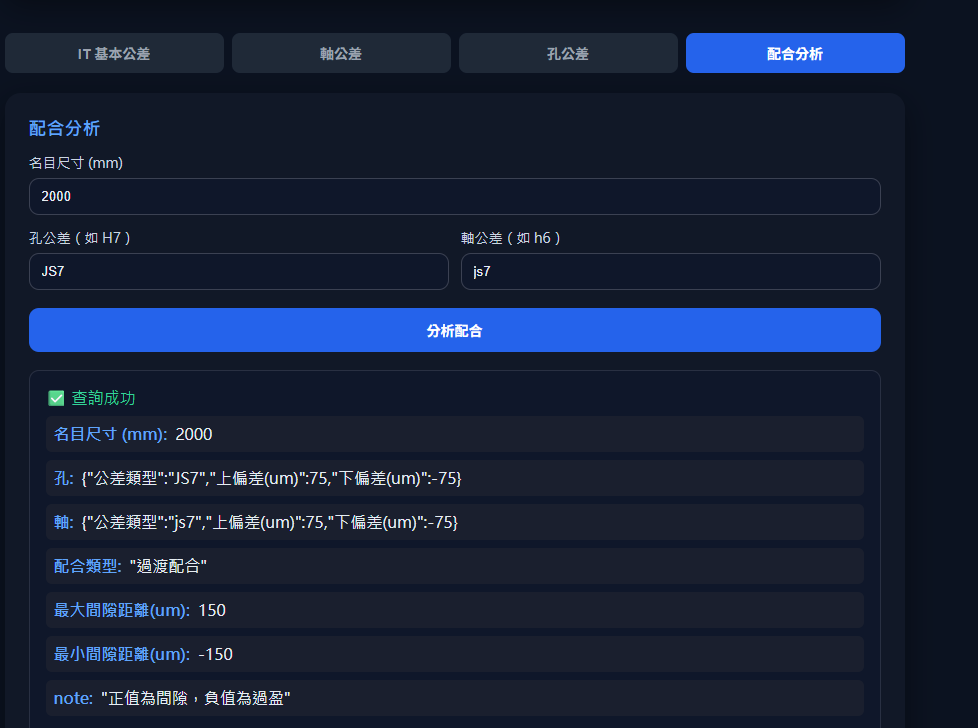 IT 基本公差 軸公差 孔公差 配合分析
配合分析
名目尺寸 (mm)
2000
孔公差 ( 如 H7 ) 軸公差 ( 如 h6 )
JS7 js7
分析配合
✅ 查詢成功
名目尺寸 (mm): 2000
孔: {"公差類型":"JS7","上偏差(um)":75,"下偏差(um)":-75}
軸: {"公差類型":"js7","上偏差(um)":75,"下偏差(um)":-75}
配合類型: "過渡配合"
最大間隙距離(um): 150
最小間隙距離(um): -150
note: "正值為間隙，負值為過盈"